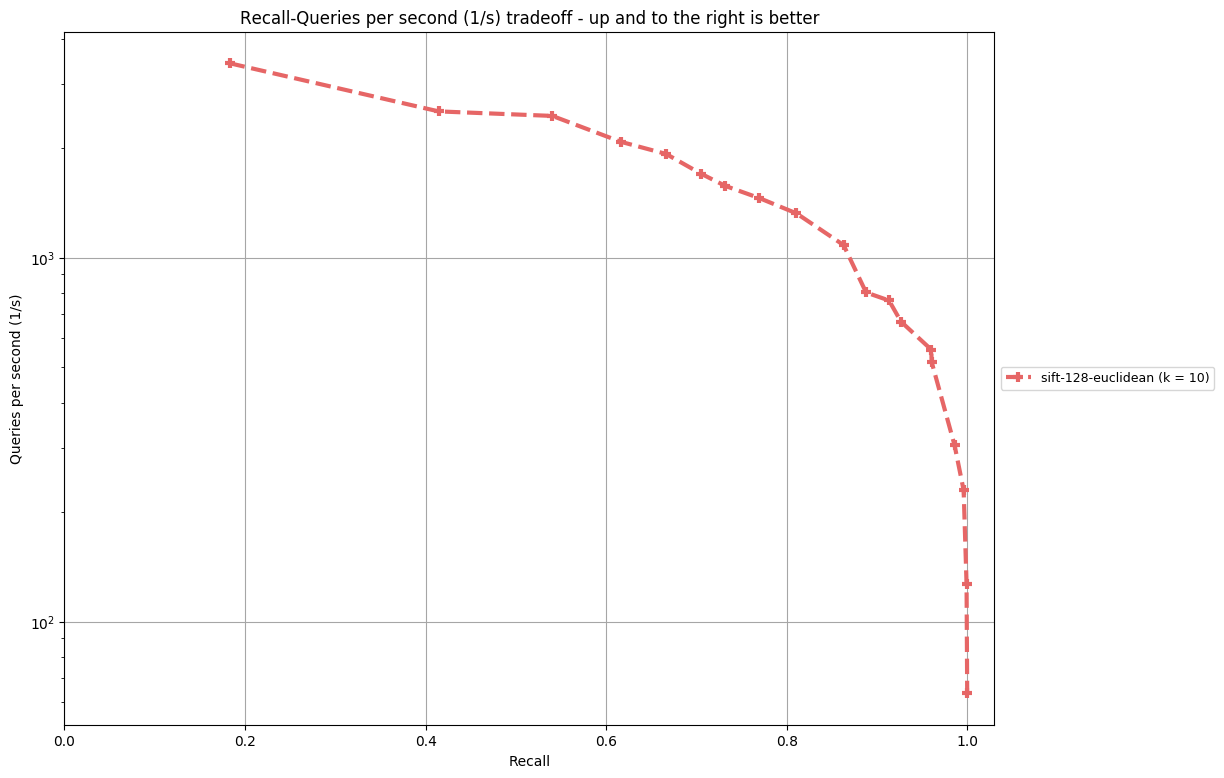 Recall-Queries per second (1/s) tradeoff - up and to the right is better
Queries per second (1/s)
10³
10²
0.0 0.2 0.4 0.6 0.8 1.0
Recall
sift-128-euclidean (k = 10)